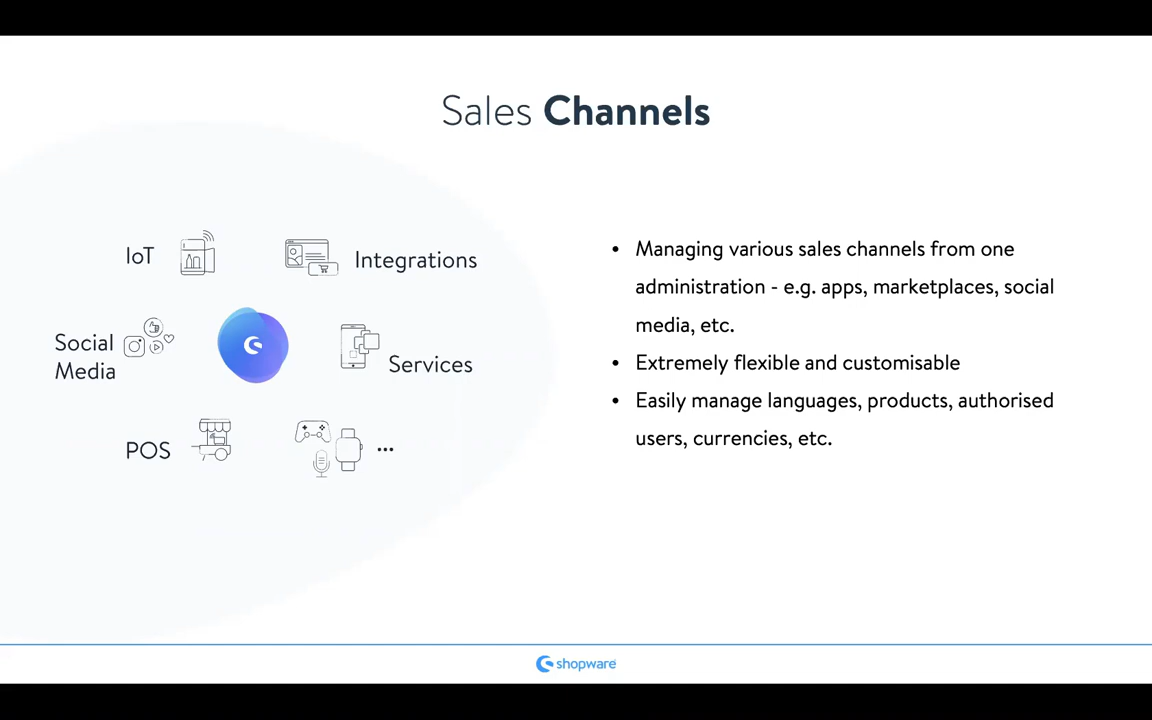 Sales Channels
IoT
Integrations
Social
Media
Services
POS
...
• Managing various sales channels from one
administration - e.g. apps, marketplaces, social
media, etc.
• Extremely flexible and customisable
• Easily manage languages, products, authorised
users, currencies, etc.
shopware